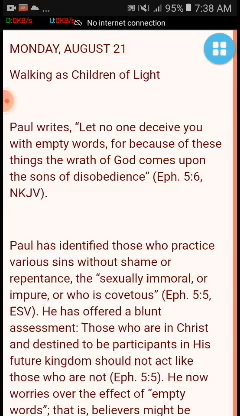 0:0KB/s U:0KB/s 95% 7:38 AM
No internet connection
MONDAY, AUGUST 21
Walking as Children of Light
Paul writes, “Let no one deceive you
with empty words, for because of these
things the wrath of God comes upon
the sons of disobedience” (Eph. 5:6,
NKJV).
Paul has identified those who practice
various sins without shame or
repentance, the “sexually immoral, or
impure, or who is covetous” (Eph. 5:5,
ESV). He has offered a blunt
assessment: Those who are in Christ
and destined to be participants in His
future kingdom should not act like
those who are not (Eph. 5:5). He now
worries over the effect of “empty
words”; that is, believers might be